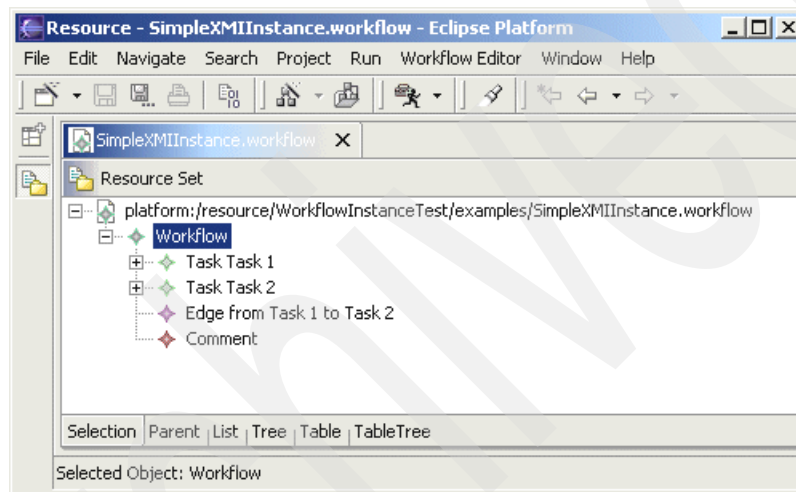 Resource - SimpleXMIInstance.workflow - Eclipse Platform
File Edit Navigate Search Project Run Workflow Editor Window Help
SimpleXMIInstance.workflow
Resource Set
platform:/resource/WorkflowInstanceTest/examples/SimpleXMIInstance.workflow
Workflow
Task Task 1
Task Task 2
Edge from Task 1 to Task 2
Comment
Selection Parent List Tree Table TableTree
Selected Object: Workflow